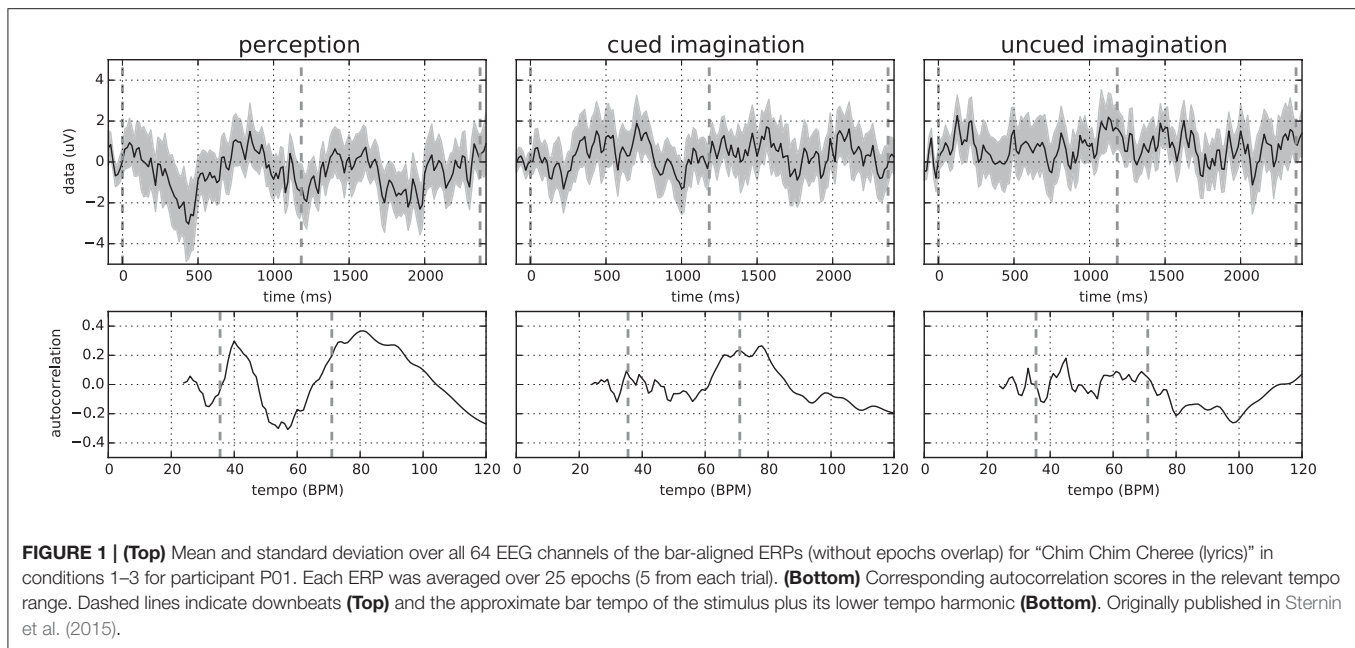 perception
cued imagination
uncued imagination
4
2
0
−2
−4
data (uV)
0 500 1000 1500 2000
0 500 1000 1500 2000
0 500 1000 1500 2000
time (ms)
time (ms)
time (ms)
0.4
0.2
0.0
−0.2
−0.4
autocorrelation
0 20 40 60 80 100 120
0 20 40 60 80 100 120
0 20 40 60 80 100 120
tempo (BPM)
tempo (BPM)
tempo (BPM)
FIGURE 1 | (Top) Mean and standard deviation over all 64 EEG channels of the bar-aligned ERPs (without epochs overlap) for “Chim Chim Cheree (lyrics)” in
conditions 1–3 for participant P01. Each ERP was averaged over 25 epochs (5 from each trial). (Bottom) Corresponding autocorrelation scores in the relevant tempo
range. Dashed lines indicate downbeats (Top) and the approximate bar tempo of the stimulus plus its lower tempo harmonic (Bottom). Originally published in Sternin
et al. (2015).